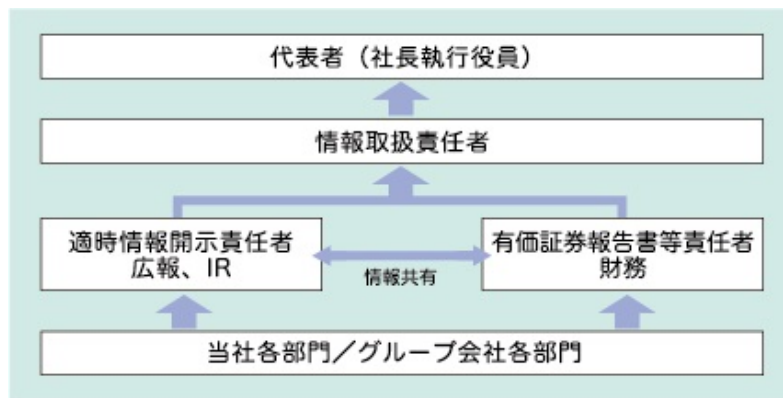 代表者（社長執行役員）
情報取扱責任者
適時情報開示責任者
広報、IR
情報共有
有価証券報告書等責任者
財務
当社各部門／グループ会社各部門